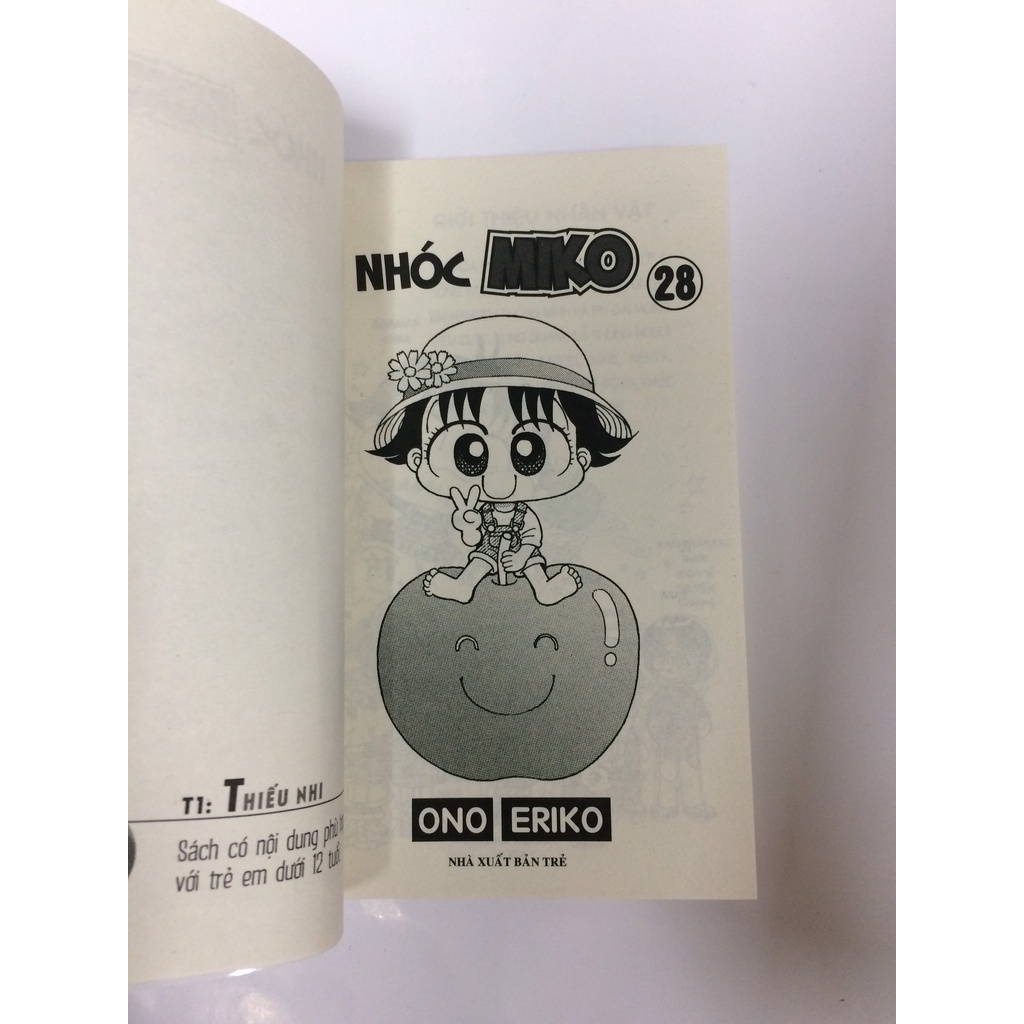 T1: THIẾU NHI
Sách có nội dung phù
với trẻ em dưới 12 tuổi
NHÓC MIKO 28
ONO ERIKO
NHÀ XUẤT BẢN TRẺ